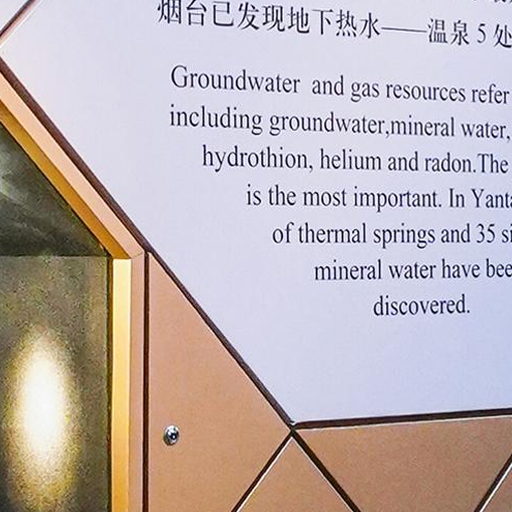 烟台已发现地下热水——温泉 5 处
Groundwater and gas resources refer
including groundwater,mineral water,
hydrothion, helium and radon.The
is the most important. In Yanta
of thermal springs and 35 si
mineral water have bee
discovered.